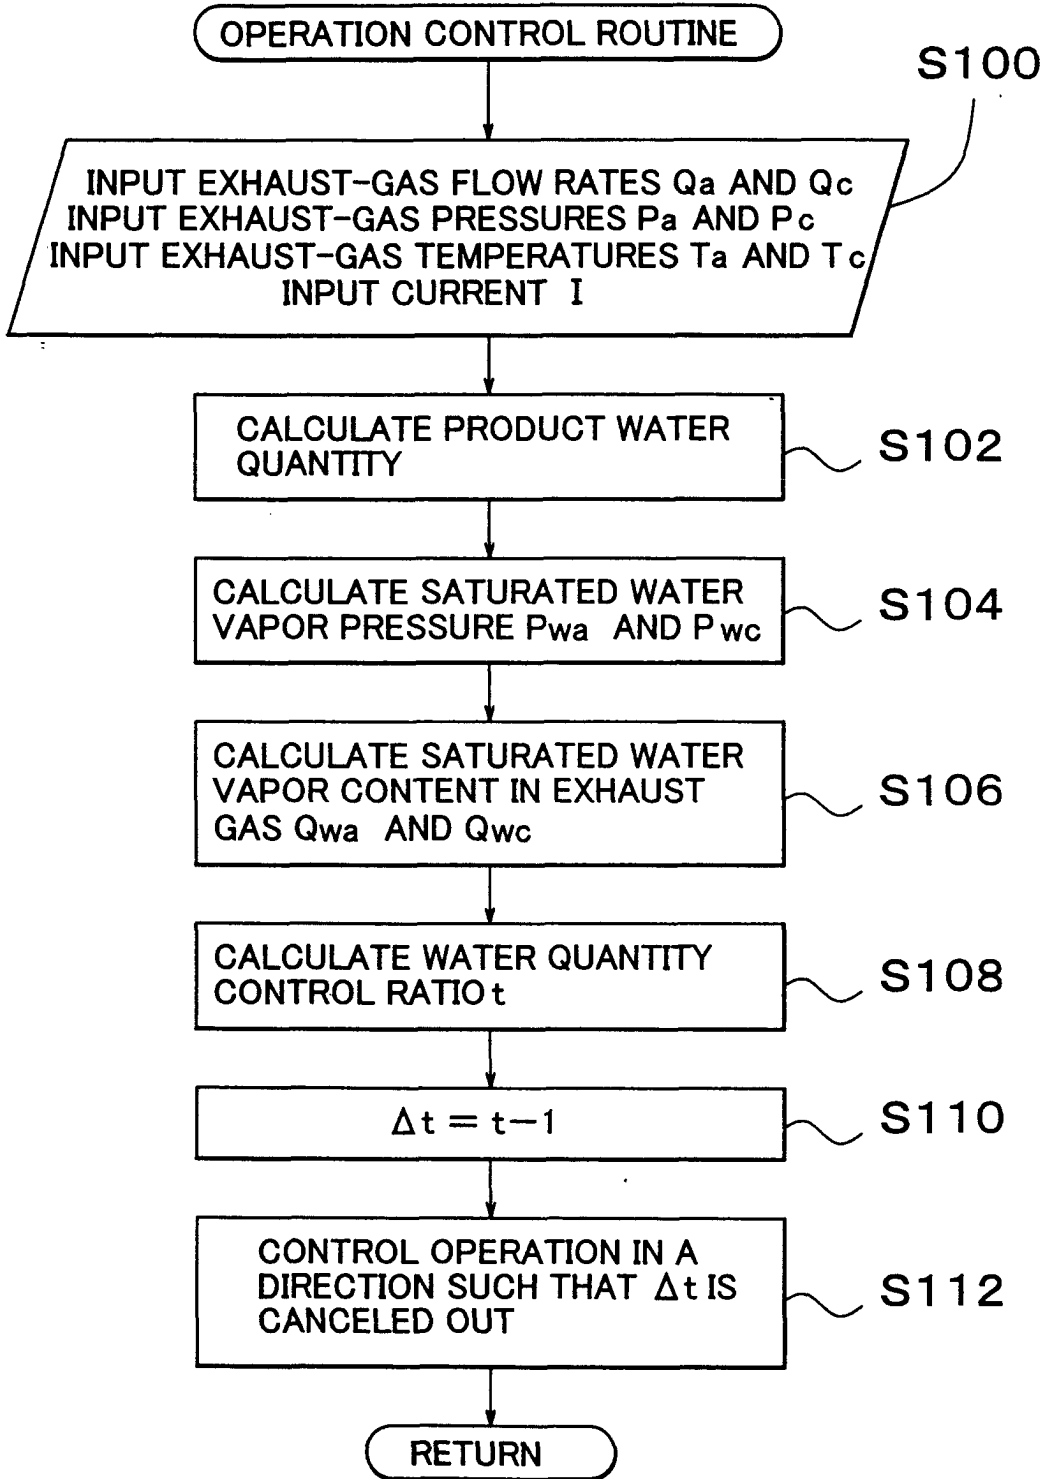 OPERATION CONTROL ROUTINE
S100
INPUT EXHAUST-GAS FLOW RATES Qa AND Qc
INPUT EXHAUST-GAS PRESSURES Pa AND Pc
INPUT EXHAUST-GAS TEMPERATURES Ta AND Tc
INPUT CURRENT I
CALCULATE PRODUCT WATER
QUANTITY
S102
CALCULATE SATURATED WATER
VAPOR PRESSURE Pwa AND Pwc
S104
CALCULATE SATURATED WATER
VAPOR CONTENT IN EXHAUST
GAS Qwa AND Qwc
S106
CALCULATE WATER QUANTITY
CONTROL RATIO t
S108
Δt = t-1
S110
CONTROL OPERATION IN A
DIRECTION SUCH THAT Δt IS
CANCELED OUT
S112
RETURN